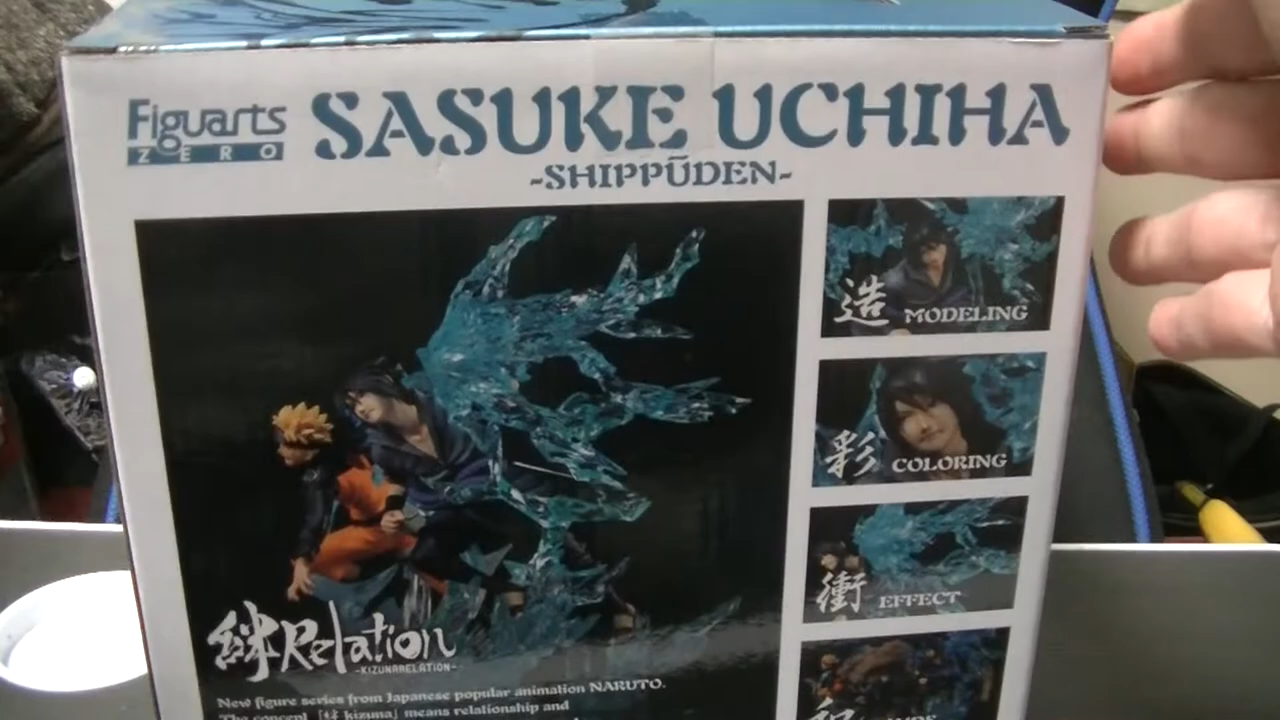 Figuarts
ZERO
SASUKE UCHIHA
-SHIPPŪDEN-
造 MODELING
彩 COLORING
衝 EFFECT
絆Relation
-KIZUNARELATION-
New figure series from Japanese popular animation NARUTO.
The concept「絆 kizuna」means relationship and